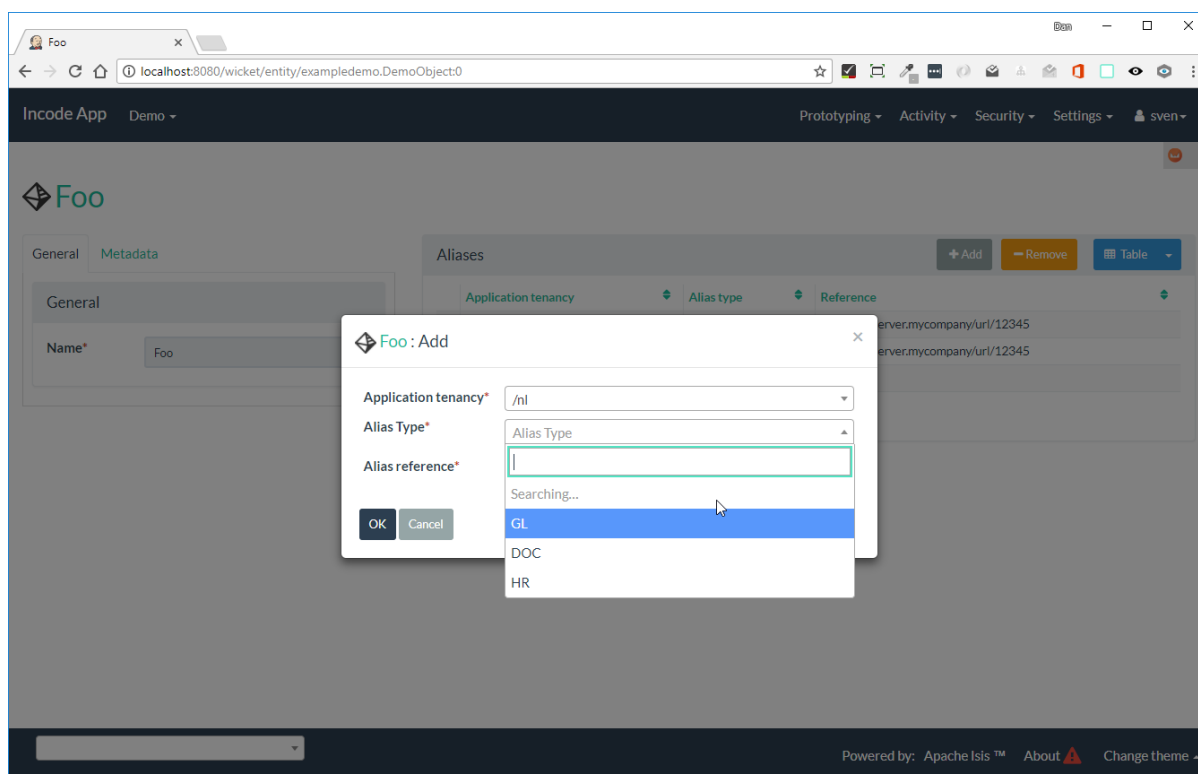 Dan
Foo
localhost:8080/wicket/entity/exampledemo.DemoObject:0
Incode App Demo Prototyping Activity Security Settings sven
Foo
General Metadata
Aliases +Add Remove Table
Application tenancy Alias type Reference
General
erver.mycompany/url/12345
Name* Foo
erver.mycompany/url/12345
Foo : Add ×
Application tenancy* /nl
Alias Type* Alias Type
Alias reference*
Searching...
GL
DOC
HR
OK Cancel
Powered by: Apache Isis ™ About Change theme